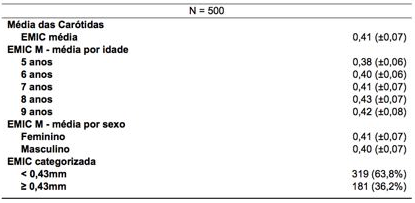 N = 500
Média das Carótidas
EMIC média 0,41 (±0,07)
EMIC M - média por idade
5 anos 0,38 (±0,06)
6 anos 0,40 (±0,06)
7 anos 0,41 (±0,07)
8 anos 0,43 (±0,07)
9 anos 0,42 (±0,08)
EMIC M - média por sexo
Feminino 0,41 (±0,07)
Masculino 0,40 (±0,07)
EMIC categorizada
< 0,43mm 319 (63,8%)
≥ 0,43mm 181 (36,2%)